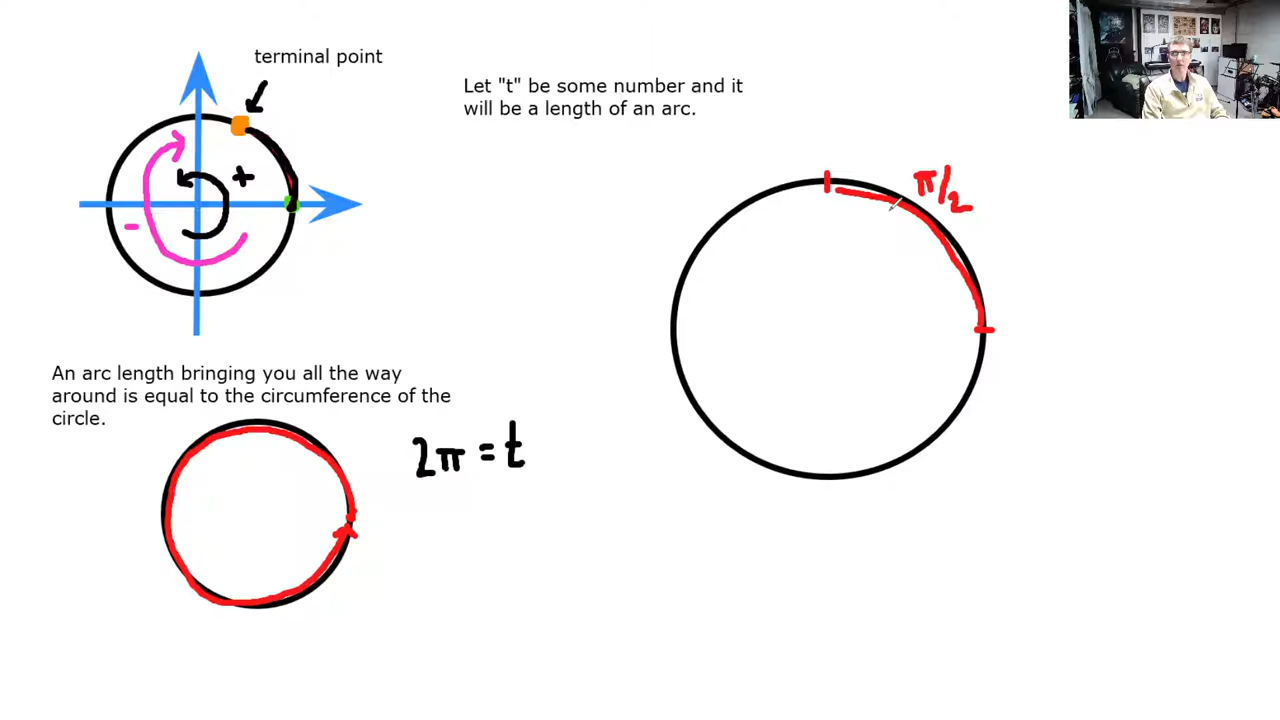 terminal point
Let "t" be some number and it
will be a length of an arc.
+
-
π/2
An arc length bringing you all the way
around is equal to the circumference of the
circle.
2π = t